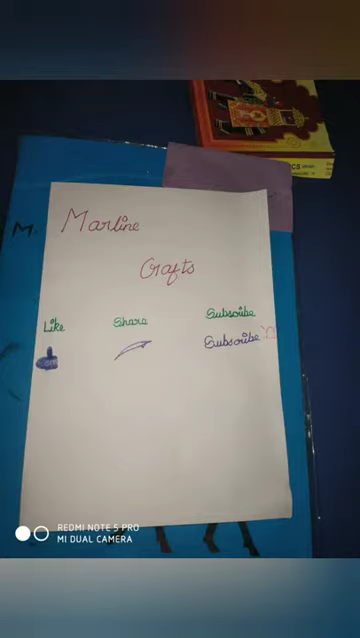 M.
Marline
Crafts
Like Share Subscribe
Subscribe
REDMI NOTE 5 PRO
MI DUAL CAMERA